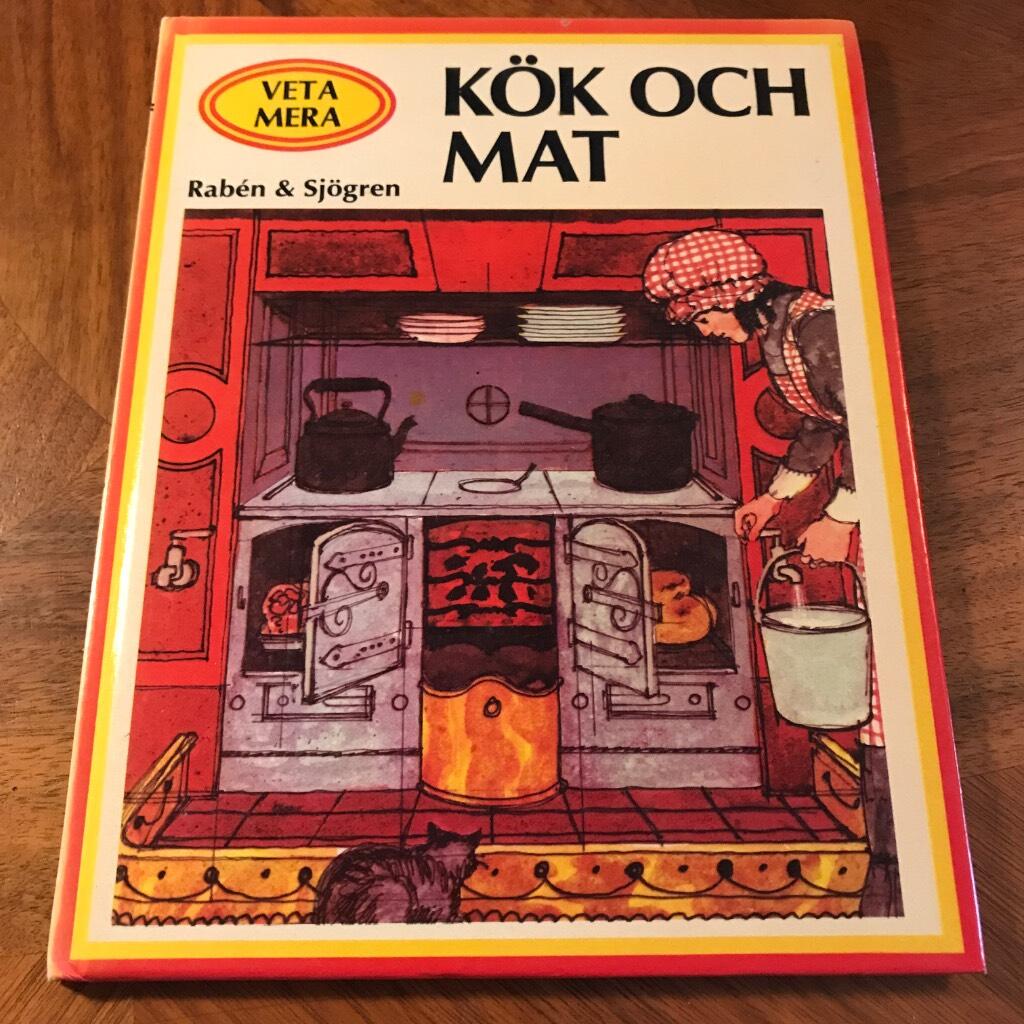 VETA
MERA
KÖK OCH
MAT
Rabén & Sjögren